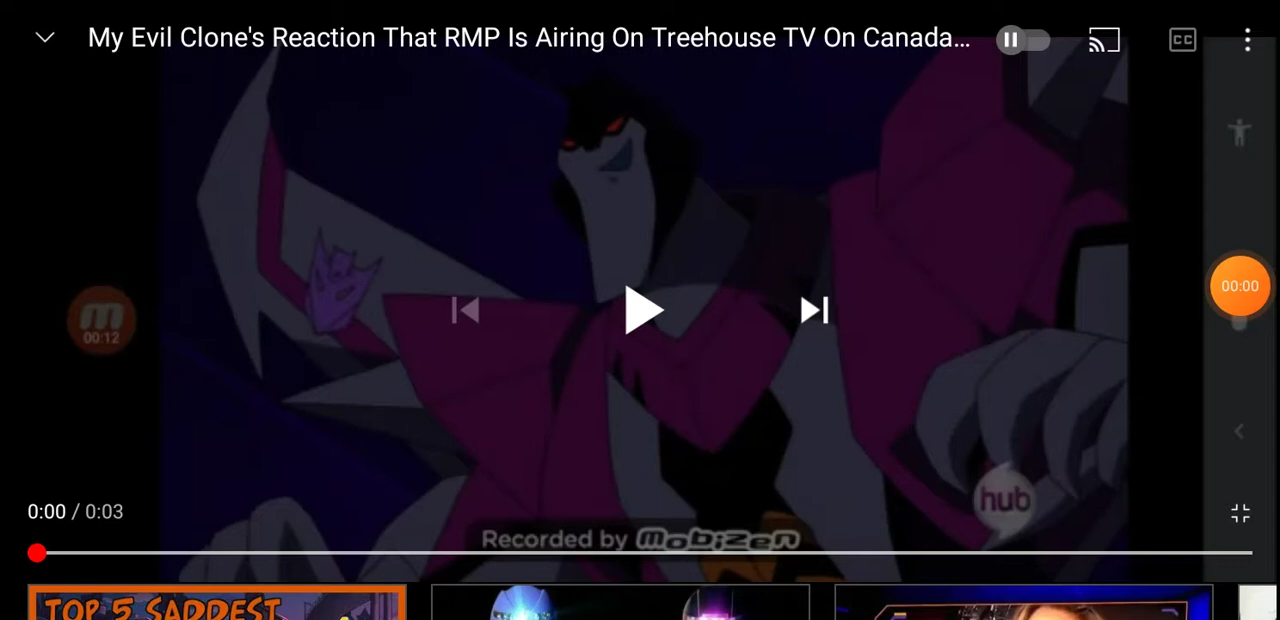 My Evil Clone's Reaction That RMP Is Airing On Treehouse TV On Canada...
CC
00:00
00:12
hub
0:00 / 0:03
Recorded by Mobizen
TOP 5 SADDEST